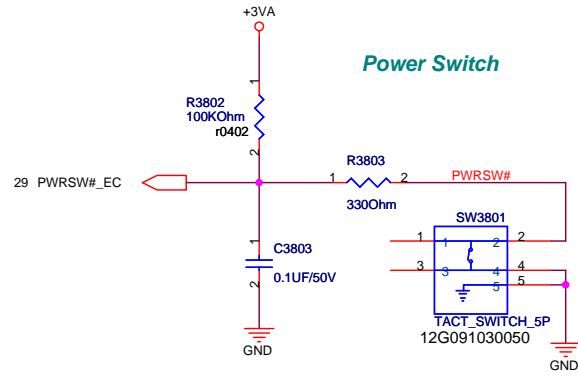 +3VA
Power Switch
1
R3802
100KOhm
r0402
2
R3803
29 PWRSW#_EC
1
2
PWRSW#
330Ohm
SW3801
1
C3803
0.1UF/50V
2
1
1
2
2
3
3
4
4
5
5
TACT_SWITCH_5P
12G091030050
GND
GND